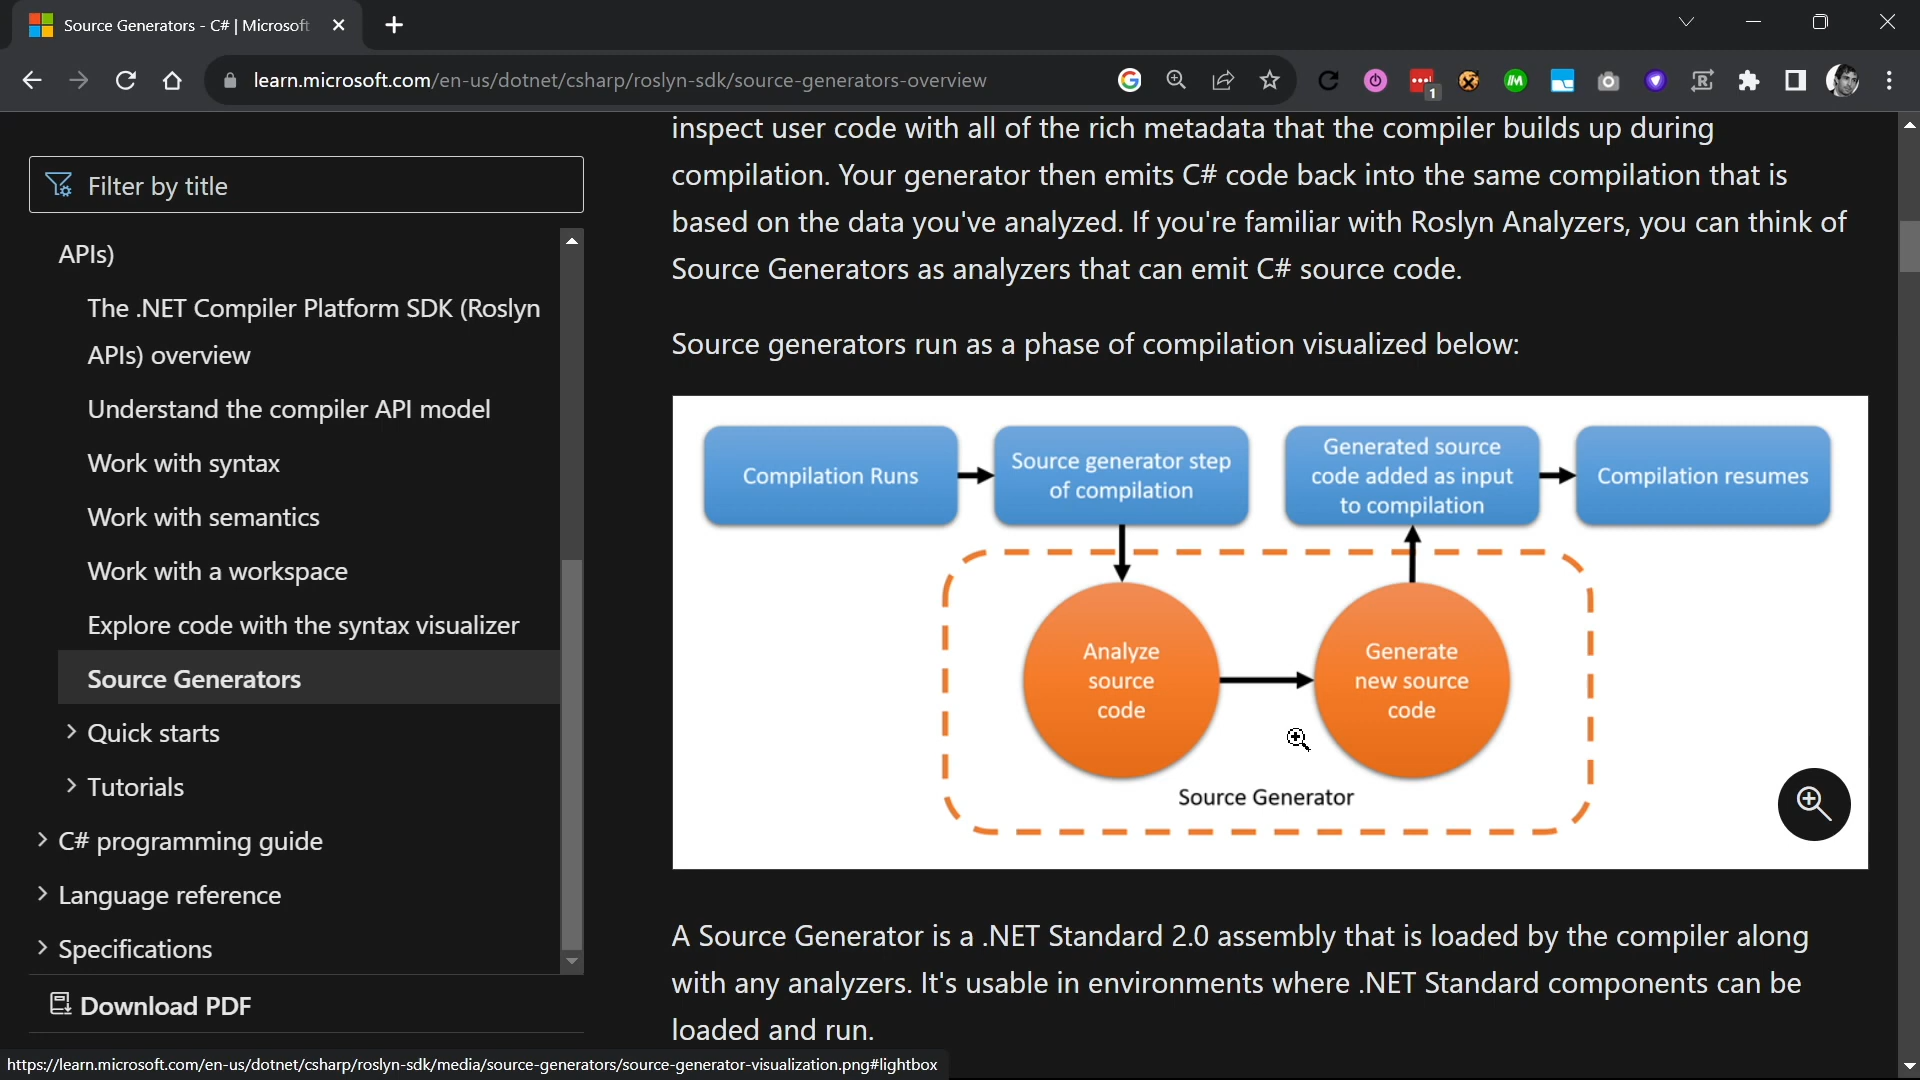 Source Generators - C# | Microsoft
learn.microsoft.com/en-us/dotnet/csharp/roslyn-sdk/source-generators-overview
1
Filter by title
APIs)
The .NET Compiler Platform SDK (Roslyn
APIs) overview
Understand the compiler API model
Work with syntax
Work with semantics
Work with a workspace
Explore code with the syntax visualizer
Source Generators
Quick starts
Tutorials
C# programming guide
Language reference
Specifications
Download PDF
inspect user code with all of the rich metadata that the compiler builds up during
compilation. Your generator then emits C# code back into the same compilation that is
based on the data you've analyzed. If you're familiar with Roslyn Analyzers, you can think of
Source Generators as analyzers that can emit C# source code.
Source generators run as a phase of compilation visualized below:
Compilation Runs
Source generator step
of compilation
Generated source
code added as input
to compilation
Compilation resumes
Analyze
source
code
Generate
new source
code
Source Generator
A Source Generator is a .NET Standard 2.0 assembly that is loaded by the compiler along
with any analyzers. It's usable in environments where .NET Standard components can be
loaded and run.
https://learn.microsoft.com/en-us/dotnet/csharp/roslyn-sdk/media/source-generators/source-generator-visualization.png#lightbox